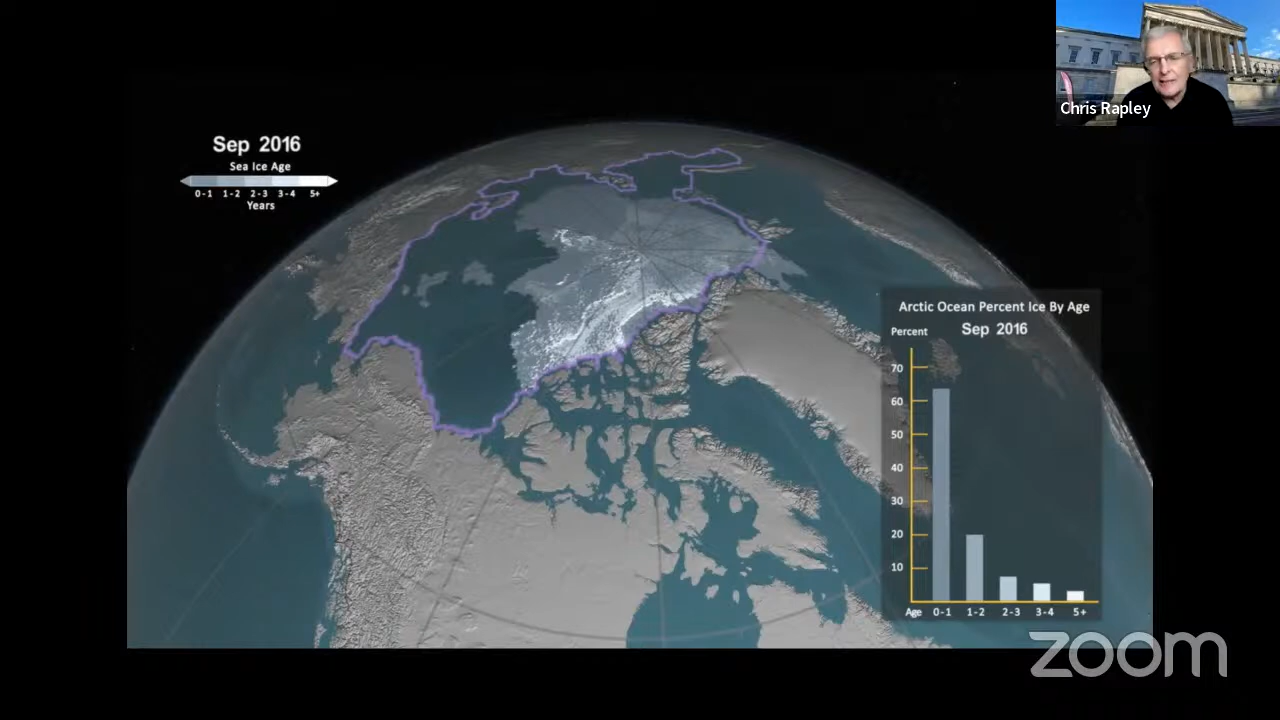 Chris Rapley
Sep 2016
Sea Ice Age
0-1 1-2 2-3 3-4 5+
Years
Arctic Ocean Percent Ice By Age
Percent Sep 2016
70
60
50
40
30
20
10
Age 0-1 1-2 2-3 3-4 5+
zoom